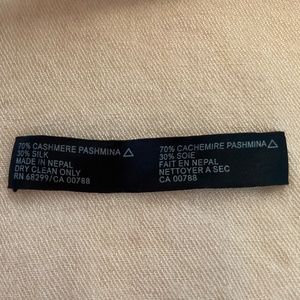 70% CASHMERE PASHMINA
30% SILK
MADE IN NEPAL
DRY CLEAN ONLY
RN 68299/CA 00788
70% CACHEMIRE PASHMINA
30% SOIE
FAIT EN NEPAL
NETTOYER A SEC
CA 00788